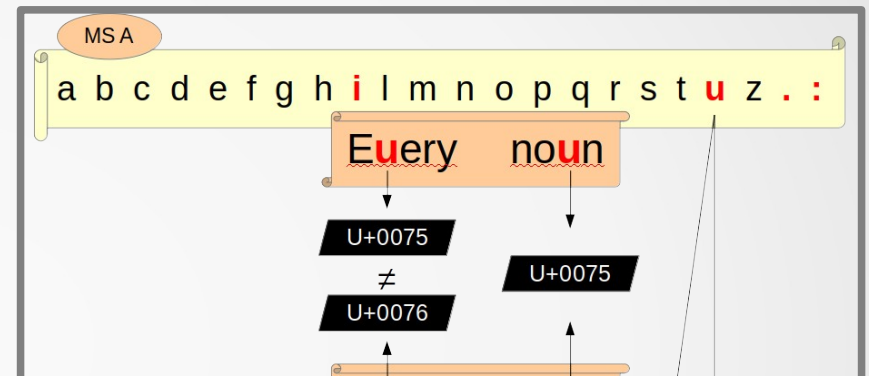 MS A
a b c d e f g h i l m n o p q r s t u z . :
Euery noun
U+0075
≠
U+0075
U+0076